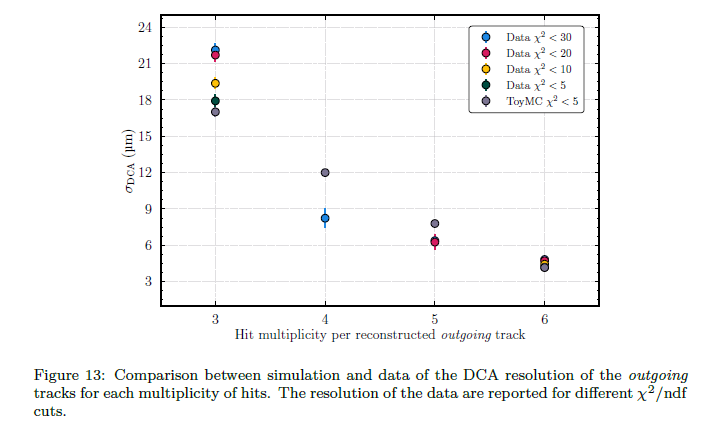 24
21
18
15
12
9
6
3
σDCA (µm)
Data χ² < 30
Data χ² < 20
Data χ² < 10
Data χ² < 5
ToyMC χ² < 5
3 4 5 6
Hit multiplicity per reconstructed outgoing track
Figure 13: Comparison between simulation and data of the DCA resolution of the outgoing
tracks for each multiplicity of hits. The resolution of the data are reported for different χ²/ndf
cuts.